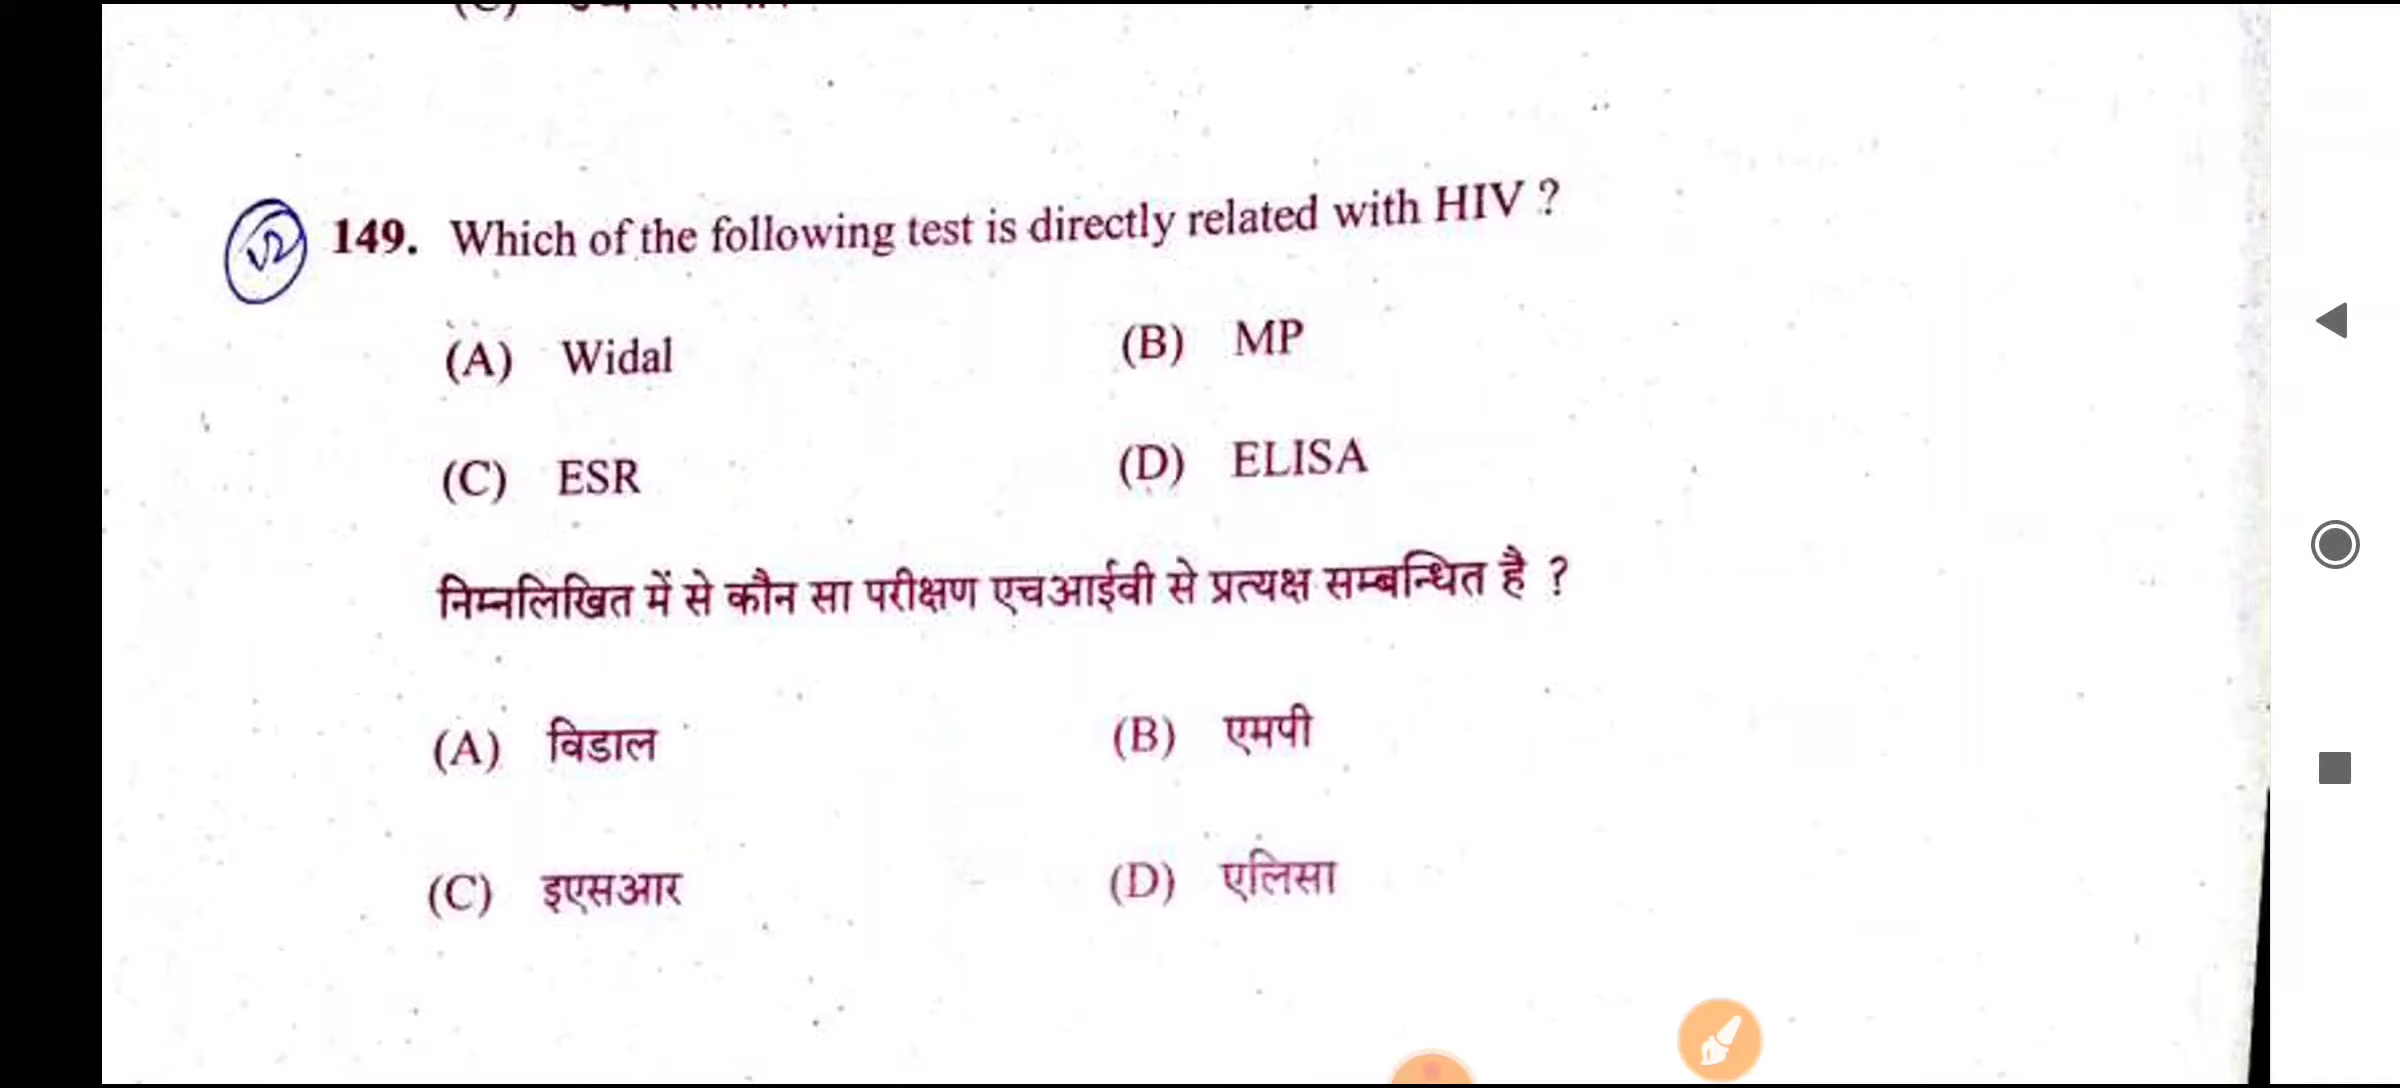 149. Which of the following test is directly related with HIV ?
(A) Widal (B) MP
(C) ESR (D) ELISA
निम्नलिखित में से कौन सा परीक्षण एचआईवी से प्रत्यक्ष सम्बन्धित है ?
(A) विडाल (B) एमपी
(C) इएसआर (D) एलिसा